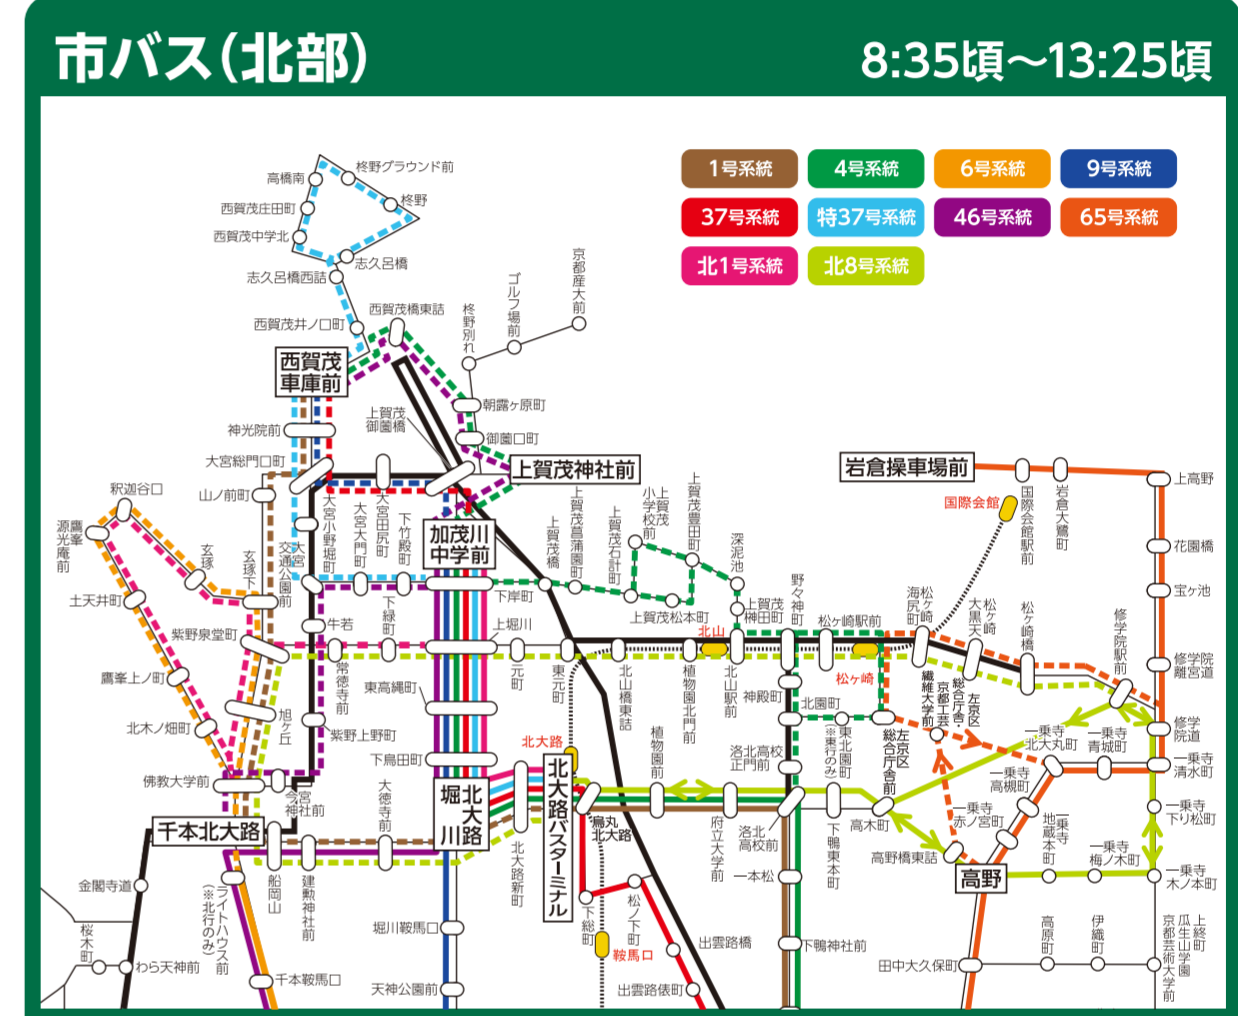 市バス(北部)
8:35頃〜13:25頃
1号系統
4号系統
6号系統
9号系統
37号系統
特37号系統
46号系統
65号系統
北1号系統
北8号系統
柊野グラウンド前
高橋南
柊野
西賀茂庄田町
西賀茂中学北
志久呂橋
志久呂橋西詰
西賀茂井ノ口町
西賀茂橋東詰
柊野別れ
ゴルフ場前
京都産大前
西賀茂
車庫前
朝露ヶ原町
上賀茂
御薗橋
御薗口町
神光院前
大宮総門口町
上賀茂神社前
岩倉操車場前
上高野
国際会館
国際会館駅前
岩倉大鷺町
釈迦谷口
山ノ前町
源光庵前
鷹峯
玄琢
玄琢下
大宮
交通公園前
大宮小野堀町
大宮大門町
大宮田尻町
下竹殿町
加茂川
中学前
上賀茂橋
上賀茂菖蒲園町
上賀茂石計町
上賀茂
小学校前
上賀茂豊田町
深泥池
花園橋
宝ヶ池
土天井町
下岸町
上賀茂松本町
上賀茂
榊田町
野々神町
松ヶ崎駅前
松ヶ崎
海尻町
松ヶ崎
大黒天
松ヶ崎橋
修学院駅前
紫野泉堂町
牛若
下緑町
上堀川
北山
修学院
離宮道
鷹峯上ノ町
常徳寺前
元町
東元町
北山橋東詰
植物園北門前
北山駅前
神殿町
松ヶ崎
繊維大学前
京都工芸
総合庁舎・
左京区
東高縄町
北木ノ畑町
旭ヶ丘
紫野上野町
北園町
東北園町
(※東行のみ)
左京区
総合庁舎前
一乗寺
北大丸町
一乗寺
青城町
修学
院道
下鳥田町
北大路
植物園前
洛北高校
正門前
一乗寺
清水町
佛教大学前
今宮
神社前
大徳寺前
北大路
堀川
北大路バスターミナル
一乗寺
高槻町
千本北大路
烏丸
北大路
府立大学前
洛北
高校前
下鴨東本町
高木町
一乗寺
赤ノ宮町
一乗寺
下り松町
高野橋東詰
一乗寺
地蔵本町
一乗寺
梅ノ木町
北大路新町
金閣寺道
船岡山
建勲神社前
一本松
高野
一乗寺
木ノ本町
ライトハウス前
(※北行のみ)
下総町
松ノ下町
桜木町
わら天神前
堀川鞍馬口
鞍馬口
出雲路橋
下鴨神社前
田中大久保町
高原町
伊織町
上終町
瓜生山学園
京都芸術大学前
千本鞍馬口
天神公園前
出雲路俵町